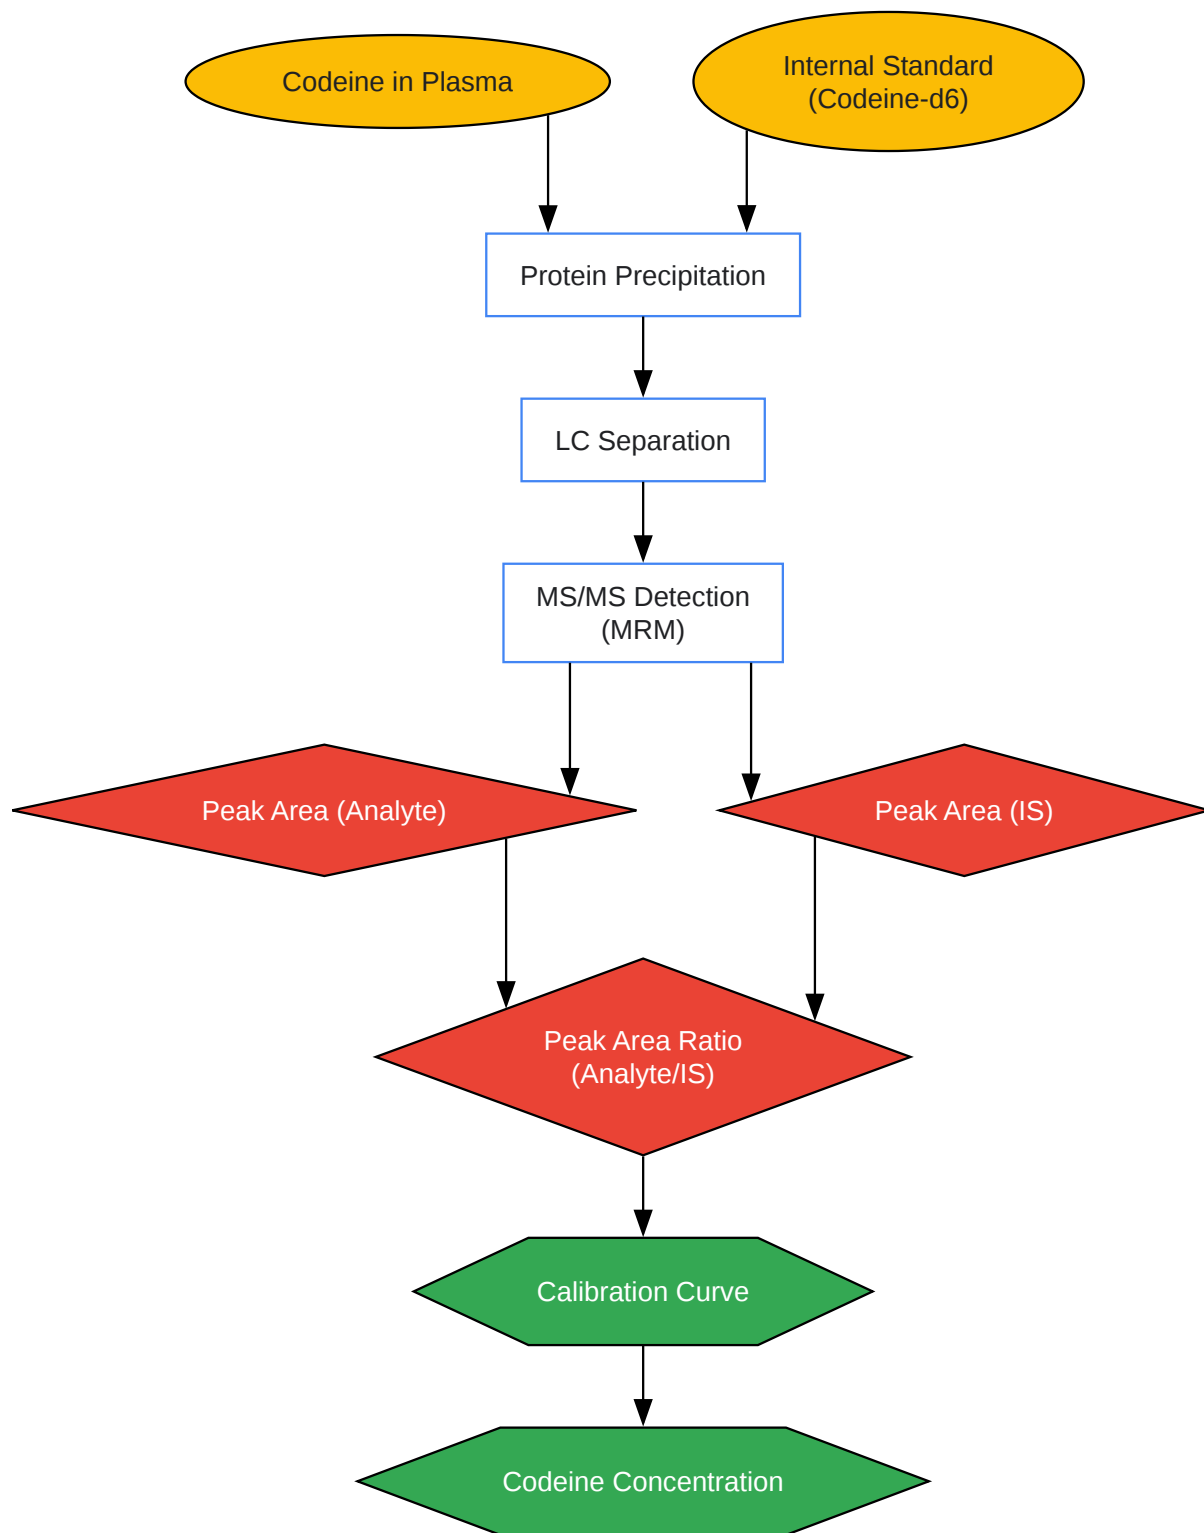 Codeine in Plasma
Internal Standard
(Codeine-d6)
Protein Precipitation
LC Separation
MS/MS Detection
(MRM)
Peak Area (Analyte)
Peak Area (IS)
Peak Area Ratio
(Analyte/IS)
Calibration Curve
Codeine Concentration